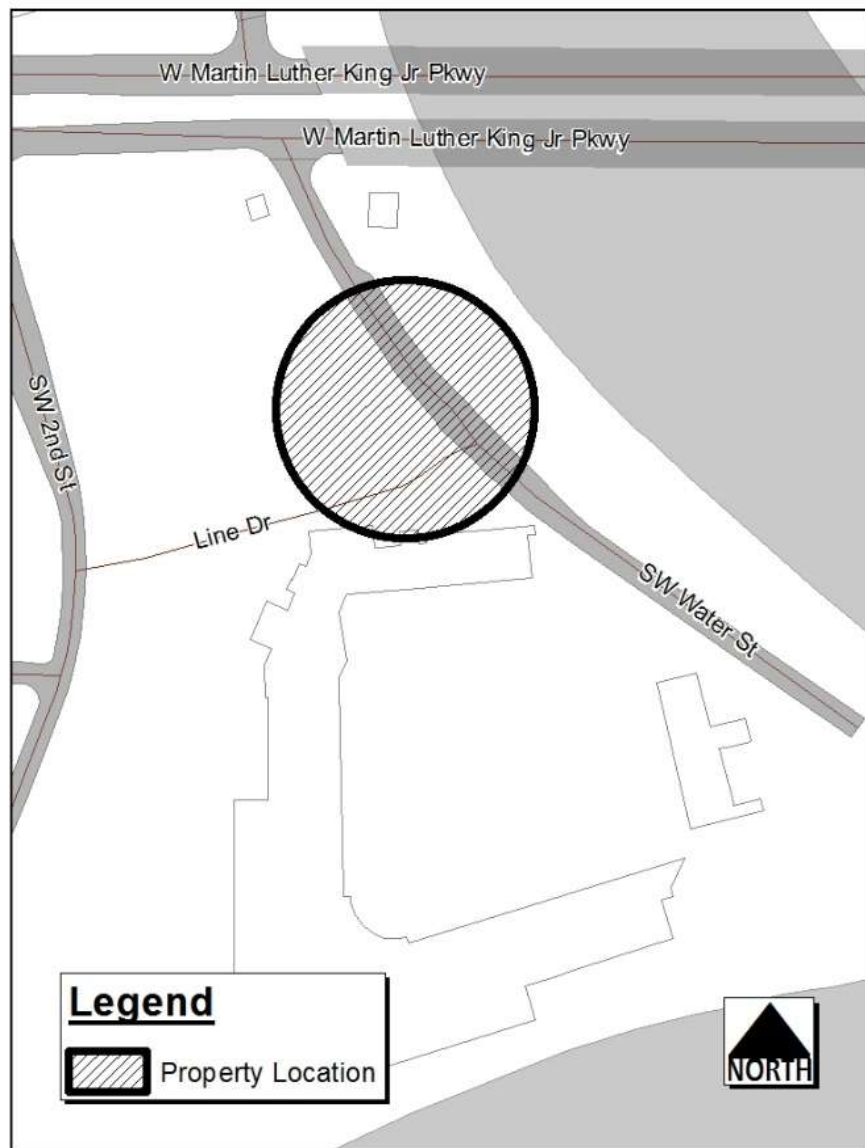 W Martin Luther King Jr Pkwy
W Martin Luther King Jr Pkwy
SW 2nd St
Line Dr
SW Water St
Legend
Property Location
NORTH